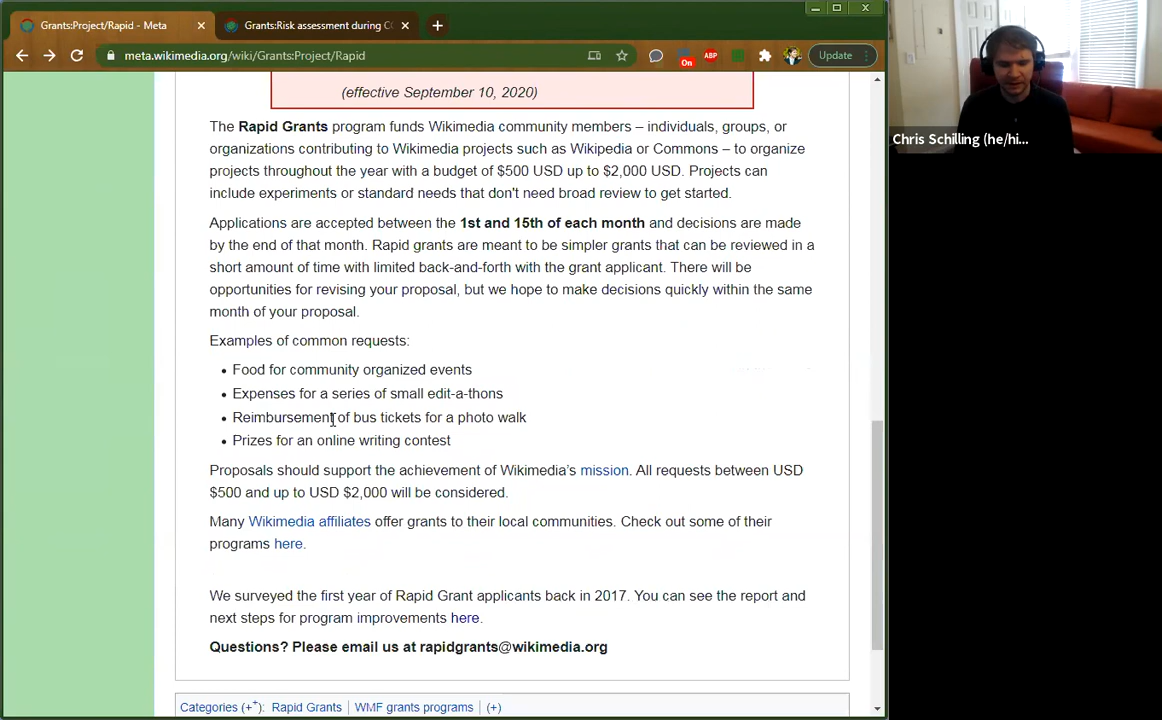 Grants:Project/Rapid - Meta
Grants:Risk assessment during C
meta.wikimedia.org/wiki/Grants:Project/Rapid
On
ABP
Update
(effective September 10, 2020)
The Rapid Grants program funds Wikimedia community members – individuals, groups, or
organizations contributing to Wikimedia projects such as Wikipedia or Commons – to organize
projects throughout the year with a budget of $500 USD up to $2,000 USD. Projects can
include experiments or standard needs that don't need broad review to get started.
Applications are accepted between the 1st and 15th of each month and decisions are made
by the end of that month. Rapid grants are meant to be simpler grants that can be reviewed in a
short amount of time with limited back-and-forth with the grant applicant. There will be
opportunities for revising your proposal, but we hope to make decisions quickly within the same
month of your proposal.
Examples of common requests:
• Food for community organized events
• Expenses for a series of small edit-a-thons
• Reimbursement of bus tickets for a photo walk
• Prizes for an online writing contest
Proposals should support the achievement of Wikimedia's mission. All requests between USD
$500 and up to USD $2,000 will be considered.
Many Wikimedia affiliates offer grants to their local communities. Check out some of their
programs here.
We surveyed the first year of Rapid Grant applicants back in 2017. You can see the report and
next steps for program improvements here.
Questions? Please email us at rapidgrants@wikimedia.org
Categories (+⁺): Rapid Grants | WMF grants programs | (+)
Chris Schilling (he/hi...